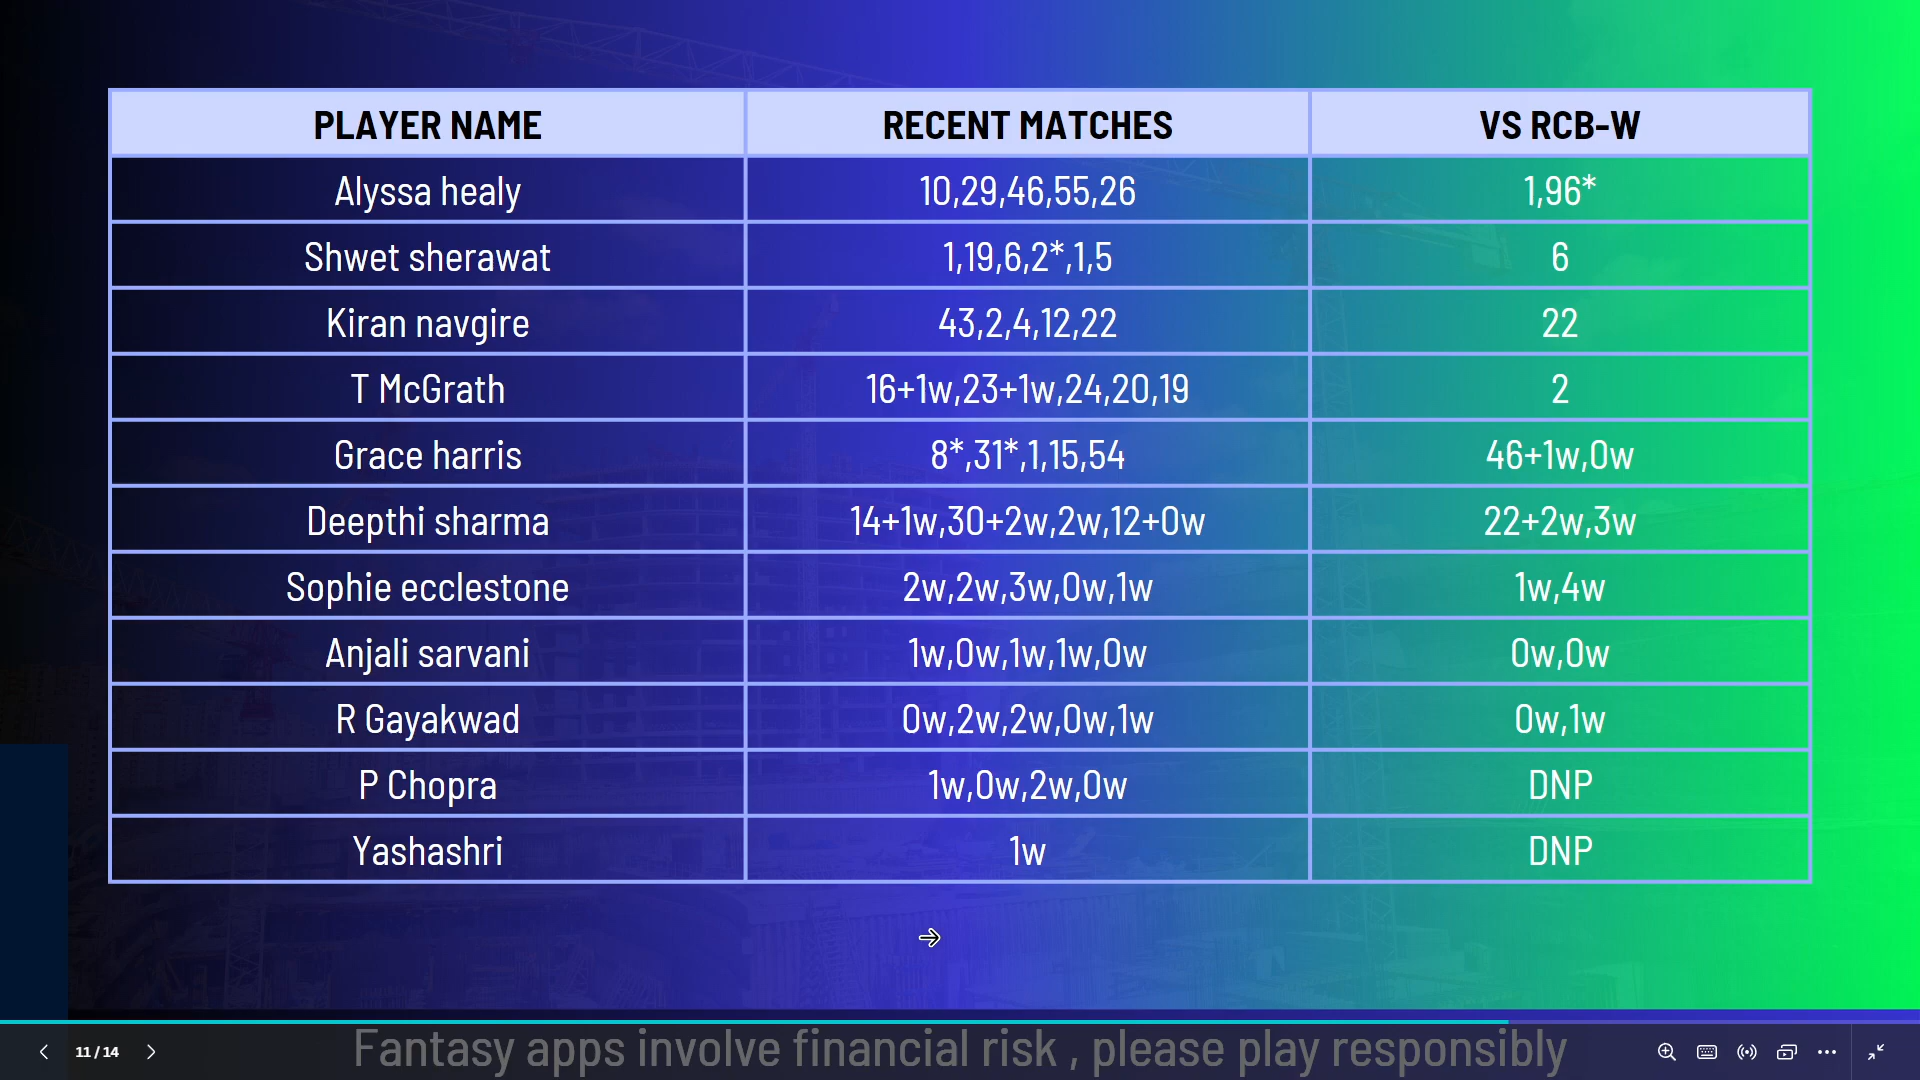 PLAYER NAME RECENT MATCHES VS RCB-W
Alyssa healy 10,29,46,55,26 1,96*
Shwet sherawat 1,19,6,2*,1,5 6
Kiran navgire 43,2,4,12,22 22
T McGrath 16+1w,23+1w,24,20,19 2
Grace harris 8*,31*,1,15,54 46+1w,0w
Deepthi sharma 14+1w,30+2w,2w,12+0w 22+2w,3w
Sophie ecclestone 2w,2w,3w,0w,1w 1w,4w
Anjali sarvani 1w,0w,1w,1w,0w 0w,0w
R Gayakwad 0w,2w,2w,0w,1w 0w,1w
P Chopra 1w,0w,2w,0w DNP
Yashashri 1w DNP
11 / 14 Fantasy apps involve financial risk , please play responsibly